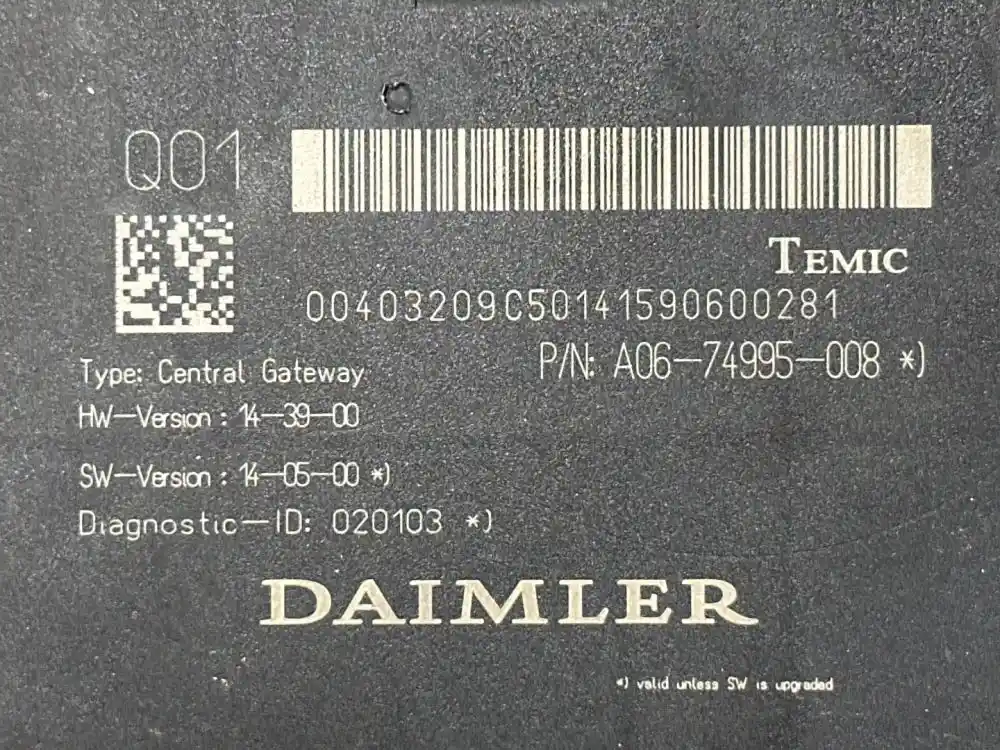 Q01
TEMIC
00403209C50141590600281
P/N: A06-74995-008 *)
Type: Central Gateway
HW-Version : 14-39-00
SW-Version : 14-05-00 *)
Diagnostic-ID: 020103 *)
DAIMLER
*) valid unless SW is upgraded